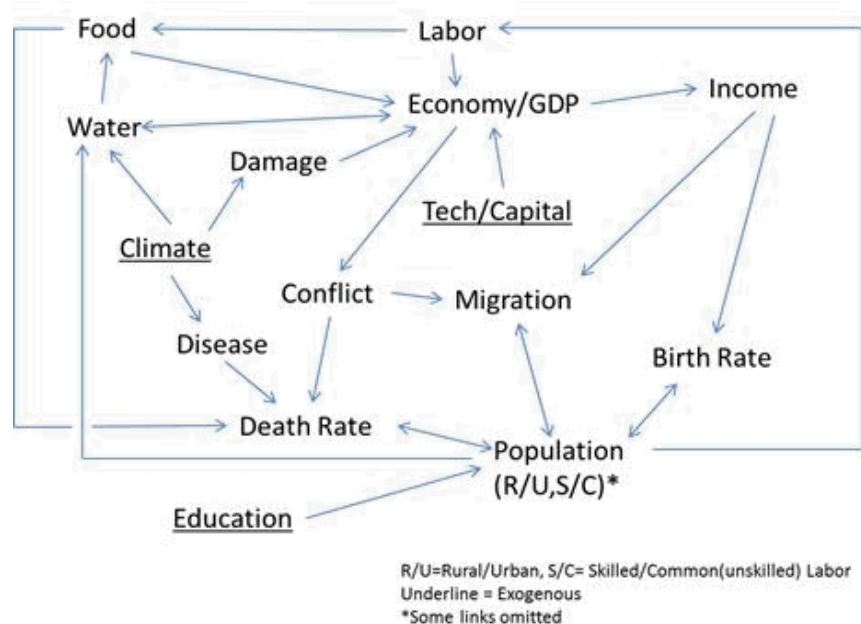 Food
Labor
Economy/GDP
Income
Water
Damage
Tech/Capital
Climate
Conflict
Migration
Disease
Birth Rate
Death Rate
Population
(R/U,S/C)*
Education
R/U=Rural/Urban, S/C= Skilled/Common(unskilled) Labor
Underline = Exogenous
*Some links omitted